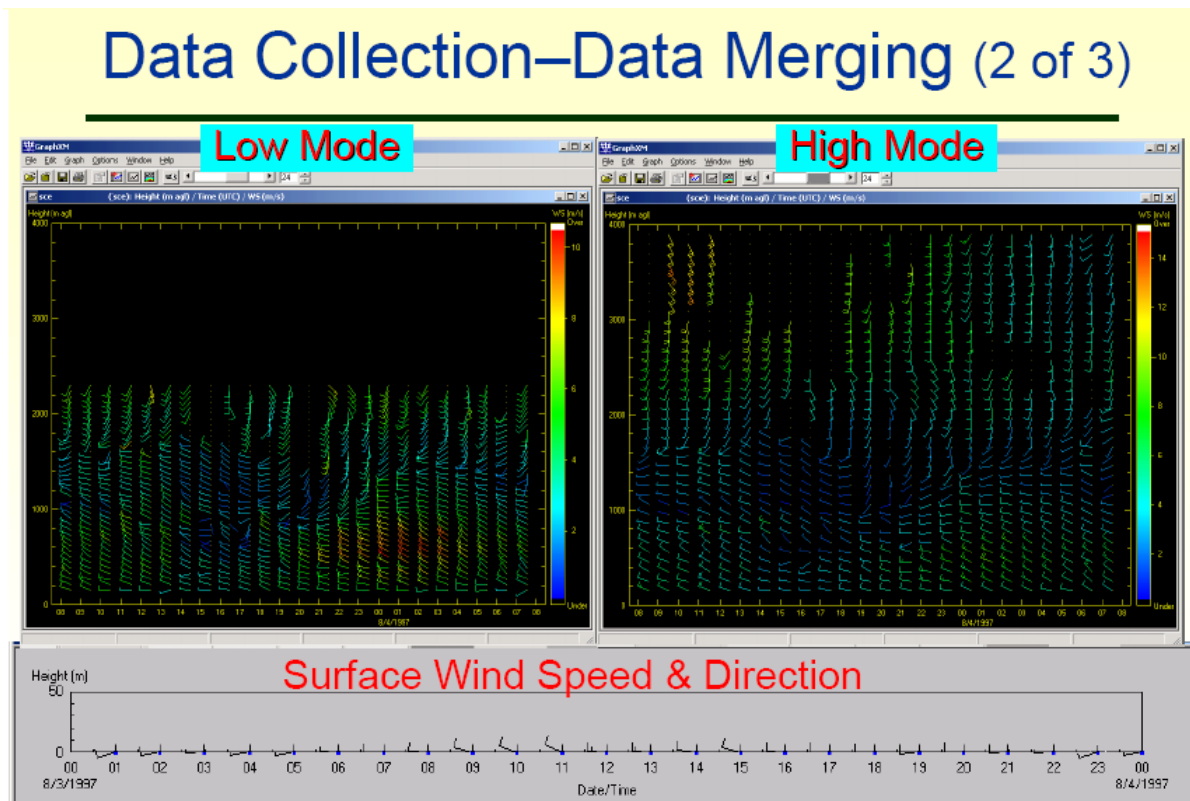 Data Collection–Data Merging (2 of 3)
Low Mode
GraphXM
File Edit Graph Options Window Help
24
sce (sce): Height (m agl) / Time (UTC) / WS (m/s)
Height (m agl)
WS (m/s)
Over
4000
3000
2000
1000
0
10
8
6
4
2
Under
08 09 10 11 12 13 14 15 16 17 18 19 20 21 22 23 00 01 02 03 04 05 06 07 08
8/4/1997
High Mode
GraphXM
File Edit Graph Options Window Help
24
sce (sce): Height (m agl) / Time (UTC) / WS (m/s)
Height (m agl)
WS (m/s)
Over
4000
3000
2000
1000
0
14
12
10
8
6
4
2
Under
08 09 10 11 12 13 14 15 16 17 18 19 20 21 22 23 00 01 02 03 04 05 06 07 08
8/4/1997
Surface Wind Speed & Direction
Height (m)
50
0
00 01 02 03 04 05 06 07 08 09 10 11 12 13 14 15 16 17 18 19 20 21 22 23 00
8/3/1997 8/4/1997
Date/Time